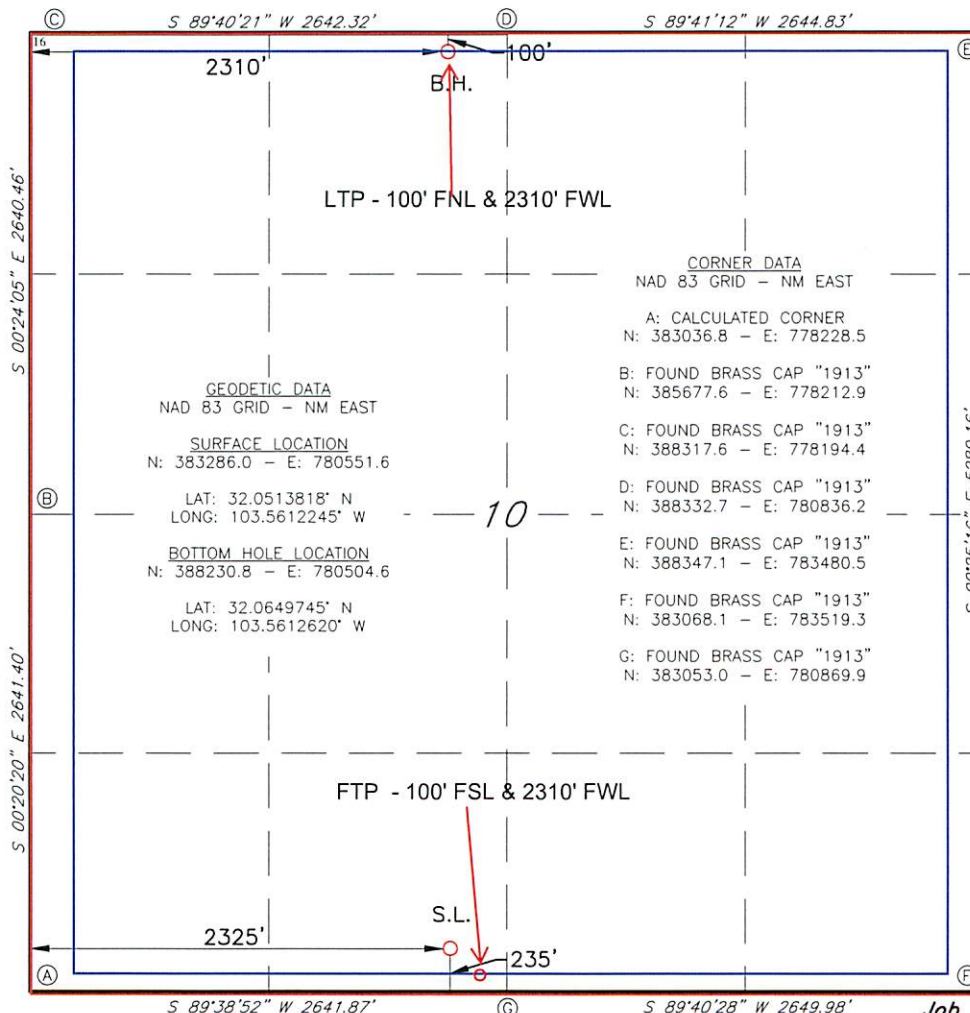 C S 89°40'21" W 2642.32' D S 89°41'12" W 2644.83'
16
E
2310'
100'
B.H.
LTP - 100' FNL & 2310' FWL
S 00°24'05" E 2640.46'
CORNER DATA
NAD 83 GRID - NM EAST
A: CALCULATED CORNER
N: 383036.8 - E: 778228.5
B: FOUND BRASS CAP "1913"
N: 385677.6 - E: 778212.9
C: FOUND BRASS CAP "1913"
N: 388317.6 - E: 778194.4
D: FOUND BRASS CAP "1913"
N: 388332.7 - E: 780836.2
E: FOUND BRASS CAP "1913"
N: 388347.1 - E: 783480.5
F: FOUND BRASS CAP "1913"
N: 383068.1 - E: 783519.3
G: FOUND BRASS CAP "1913"
N: 383053.0 - E: 780869.9
GEODETIC DATA
NAD 83 GRID - NM EAST
SURFACE LOCATION
N: 383286.0 - E: 780551.6
LAT: 32.0513818° N
LONG: 103.5612245° W
BOTTOM HOLE LOCATION
N: 388230.8 - E: 780504.6
LAT: 32.0649745° N
LONG: 103.5612620° W
B
10
S 00°20'20" E 2641.40'
FTP - 100' FSL & 2310' FWL
S.L.
2325'
235'
A
F
S 89°38'52" W 2641.87' G S 89°40'28" W 2649.98'
Job